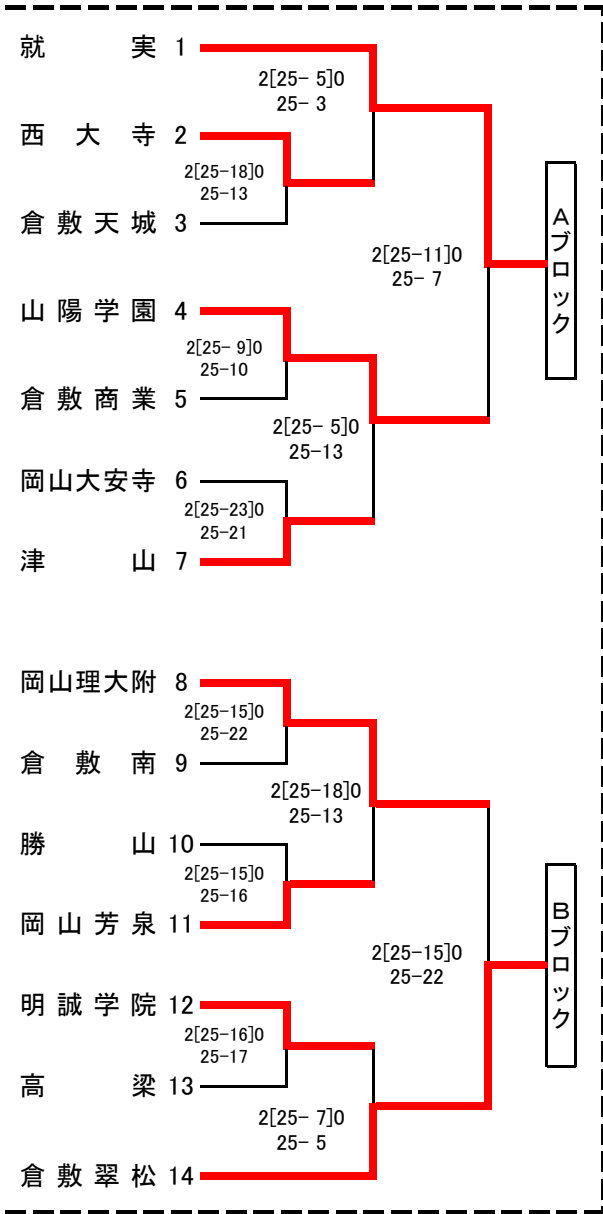 就実 1
2[25- 5]0
25- 3
西大寺 2
2[25-18]0
25-13
倉敷天城 3
2[25-11]0
25- 7
Aブロック
山陽学園 4
2[25- 9]0
25-10
倉敷商業 5
2[25- 5]0
25-13
岡山大安寺 6
2[25-23]0
25-21
津山 7
岡山理大附 8
2[25-15]0
25-22
倉敷南 9
2[25-18]0
25-13
勝山 10
2[25-15]0
25-16
岡山芳泉 11
2[25-15]0
25-22
Bブロック
明誠学院 12
2[25-16]0
25-17
高梁 13
2[25- 7]0
25- 5
倉敷翠松 14